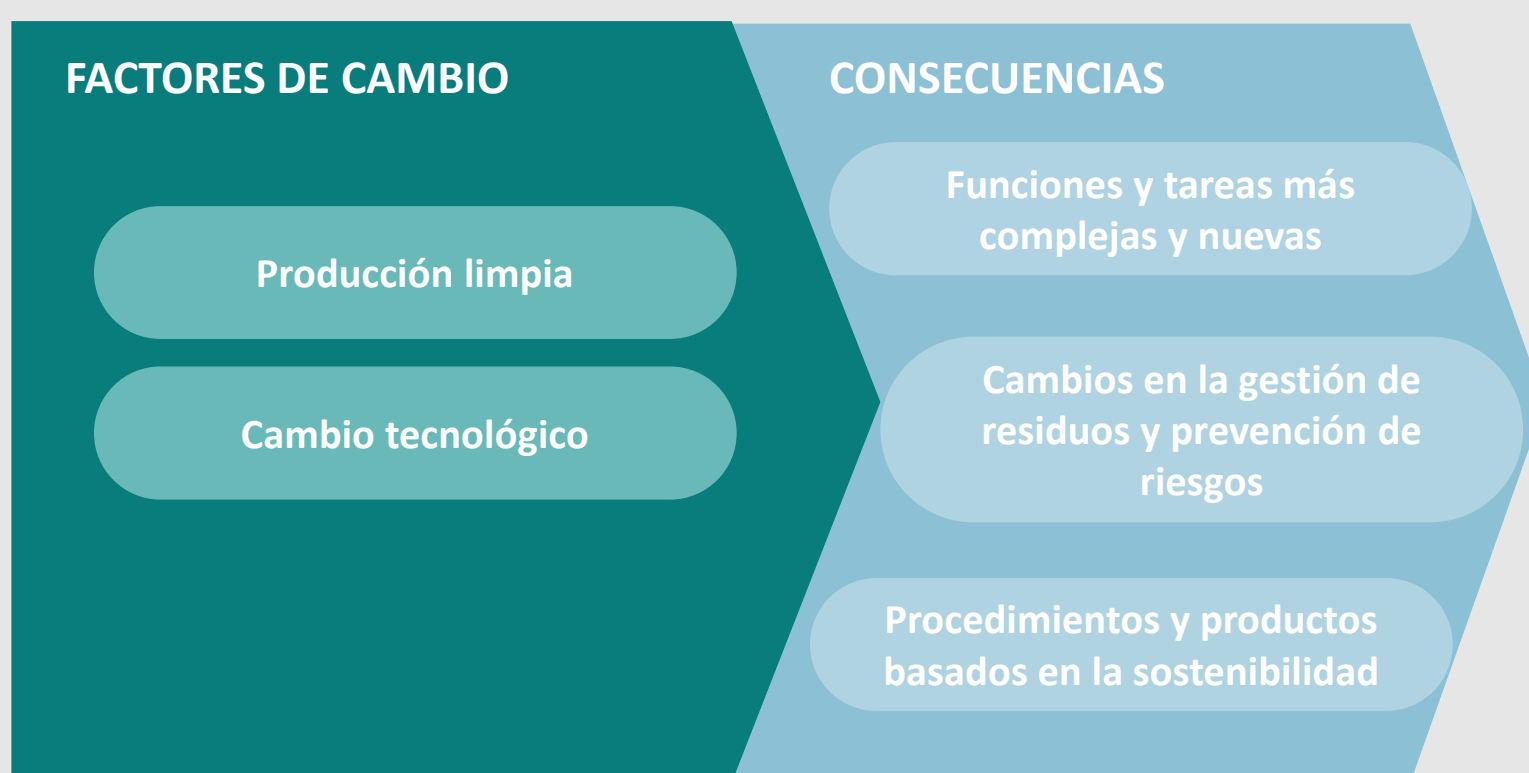 FACTORES DE CAMBIO
Producción limpia
Cambio tecnológico
CONSECUENCIAS
Funciones y tareas más
complejas y nuevas
Cambios en la gestión de
residuos y prevención de
riesgos
Procedimientos y productos
basados en la sostenibilidad